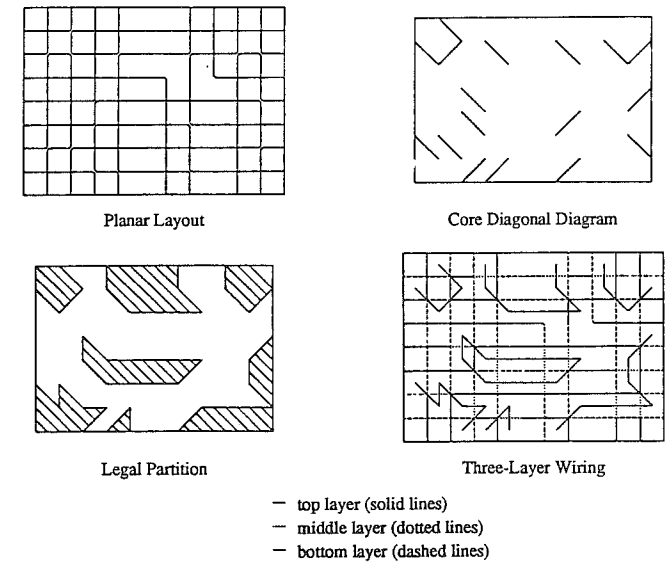 Planar Layout
Core Diagonal Diagram
Legal Partition
Three-Layer Wiring
— top layer (solid lines)
— middle layer (dotted lines)
— bottom layer (dashed lines)